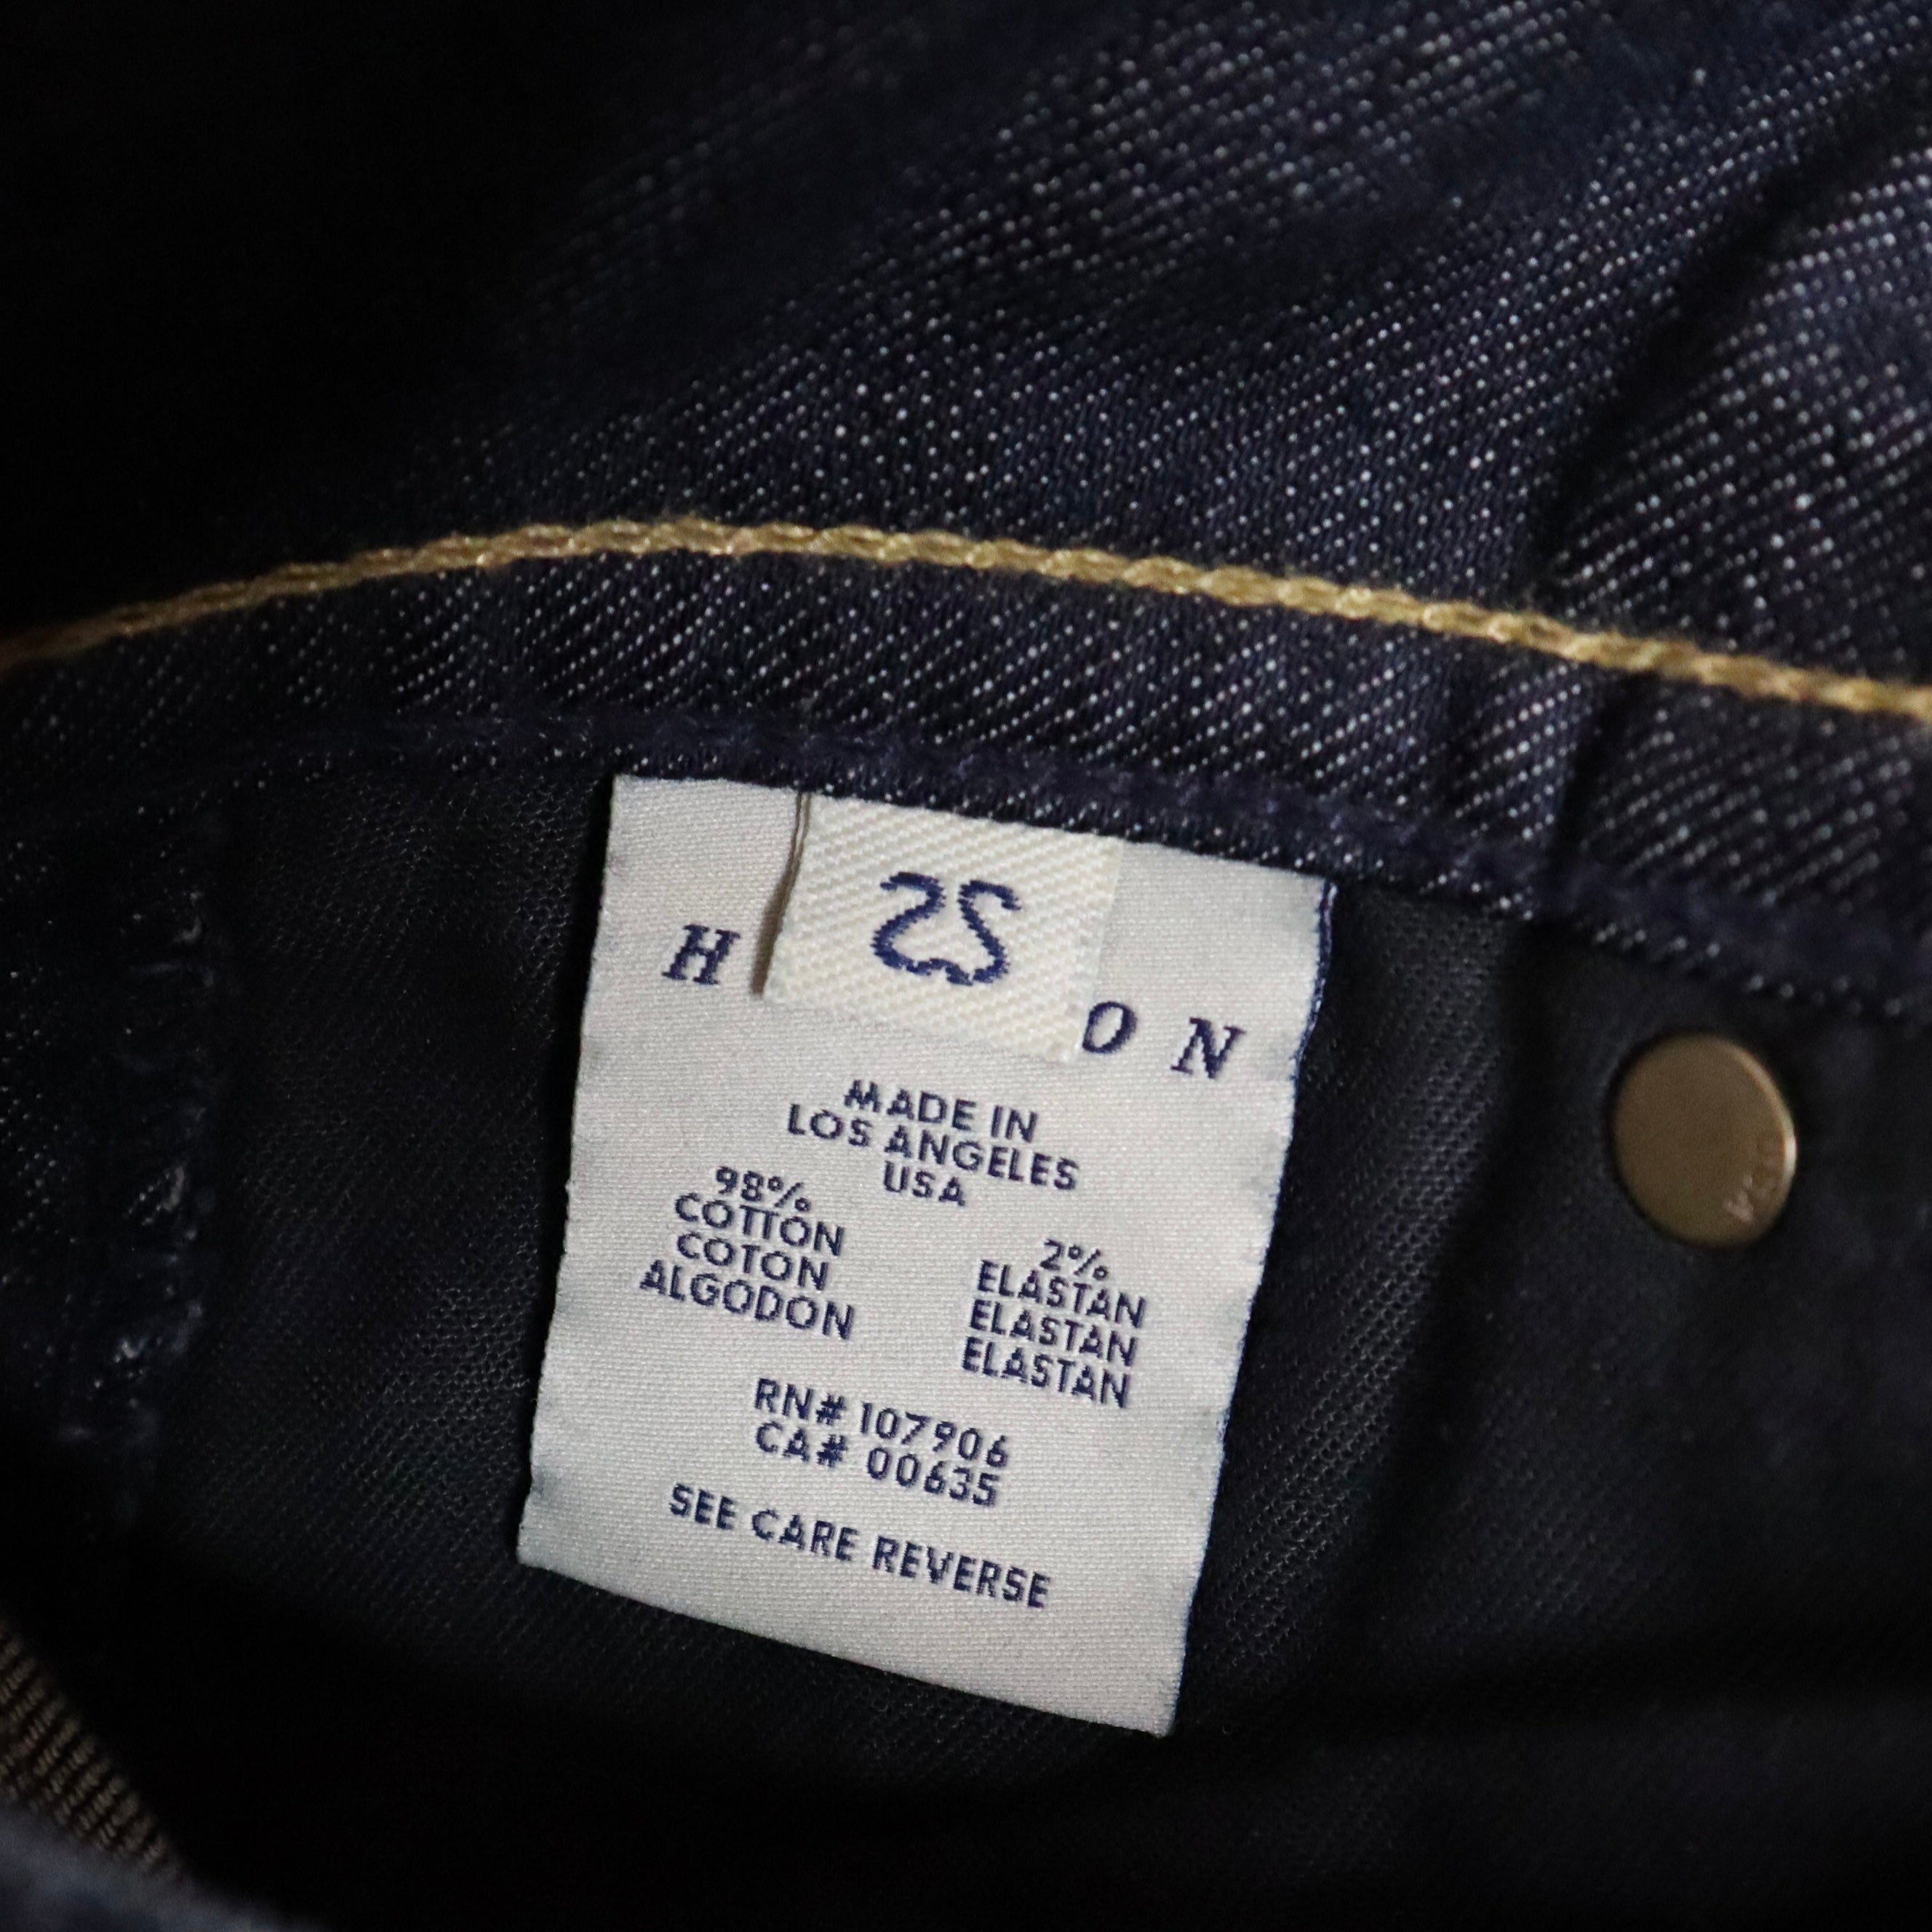 H O N
MADE IN
LOS ANGELES
USA
98%
COTTON
COTON
ALGODON
2%
ELASTAN
ELASTAN
ELASTAN
RN# 107906
CA# 00635
SEE CARE REVERSE